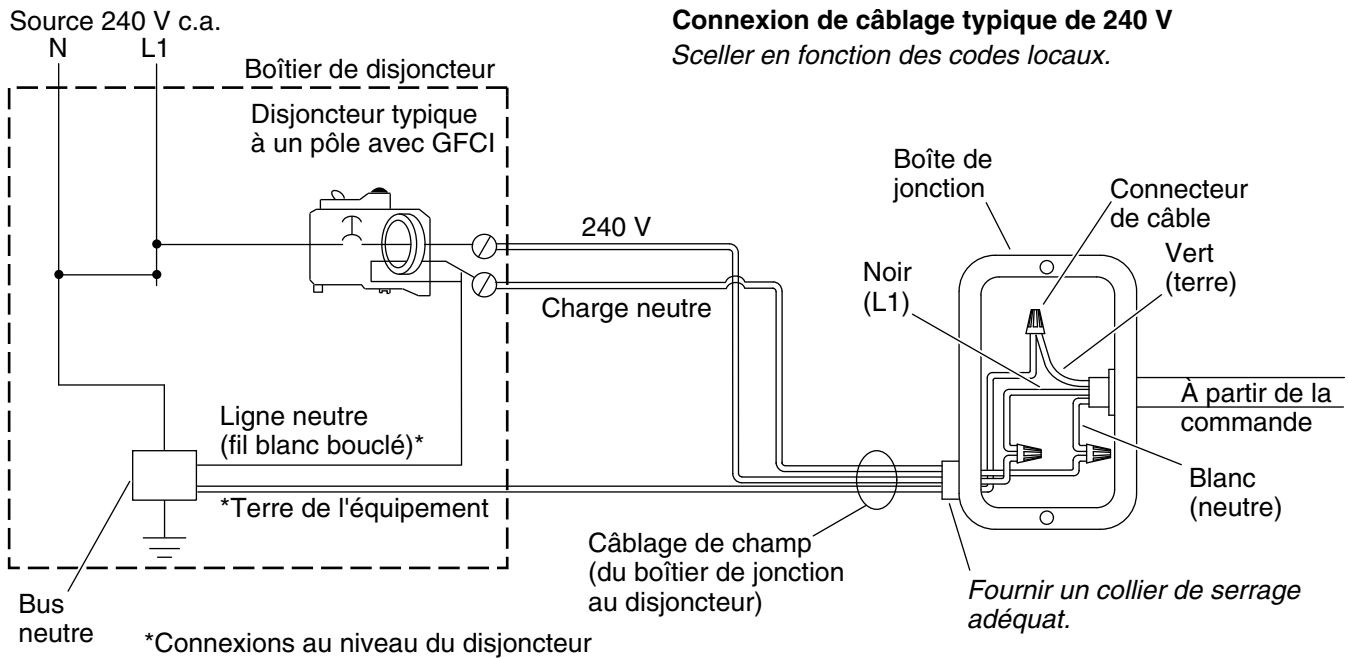 Source 240 V c.a.
N L1
Connexion de câblage typique de 240 V
Sceller en fonction des codes locaux.
Boîtier de disjoncteur
Disjoncteur typique
à un pôle avec GFCI
240 V
Charge neutre
Boîte de
jonction
Connecteur
de câble
Noir
(L1)
Vert
(terre)
À partir de la
commande
Blanc
(neutre)
Ligne neutre
(fil blanc bouclé)*
*Terre de l'équipement
Câblage de champ
(du boîtier de jonction
au disjoncteur)
Fournir un collier de serrage
adéquat.
Bus
neutre
*Connexions au niveau du disjoncteur